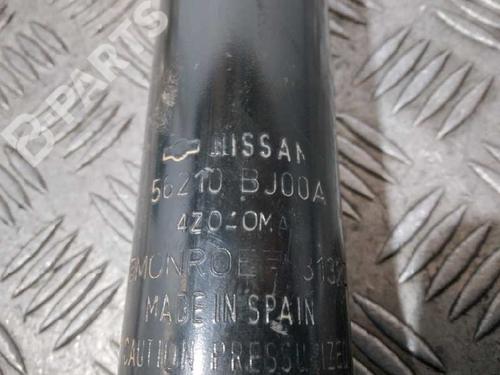 B-PARTS
NISSAN
56210 BJ00A
MONROE
MADE IN SPAIN
CAUTION PRESSURIZED